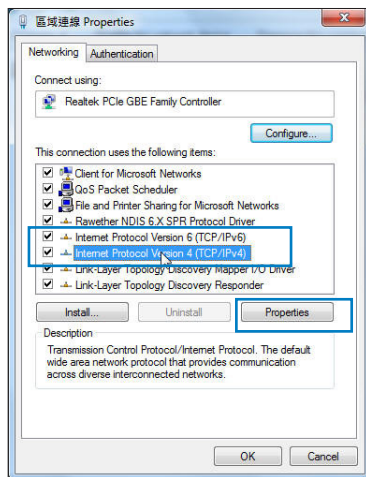 區域連線 Properties
Networking
Authentication
Connect using:
Realtek PCIe GBE Family Controller
Configure...
This connection uses the following items:
Client for Microsoft Networks
QoS Packet Scheduler
File and Printer Sharing for Microsoft Networks
Rawether NDIS 6.X SPR Protocol Driver
Internet Protocol Version 6 (TCP/IPv6)
Internet Protocol Version 4 (TCP/IPv4)
Link-Layer Topology Discovery Mapper I/O Driver
Link-Layer Topology Discovery Responder
Install...
Uninstall
Properties
Description
Transmission Control Protocol/Internet Protocol. The default
wide area network protocol that provides communication
across diverse interconnected networks.
OK
Cancel